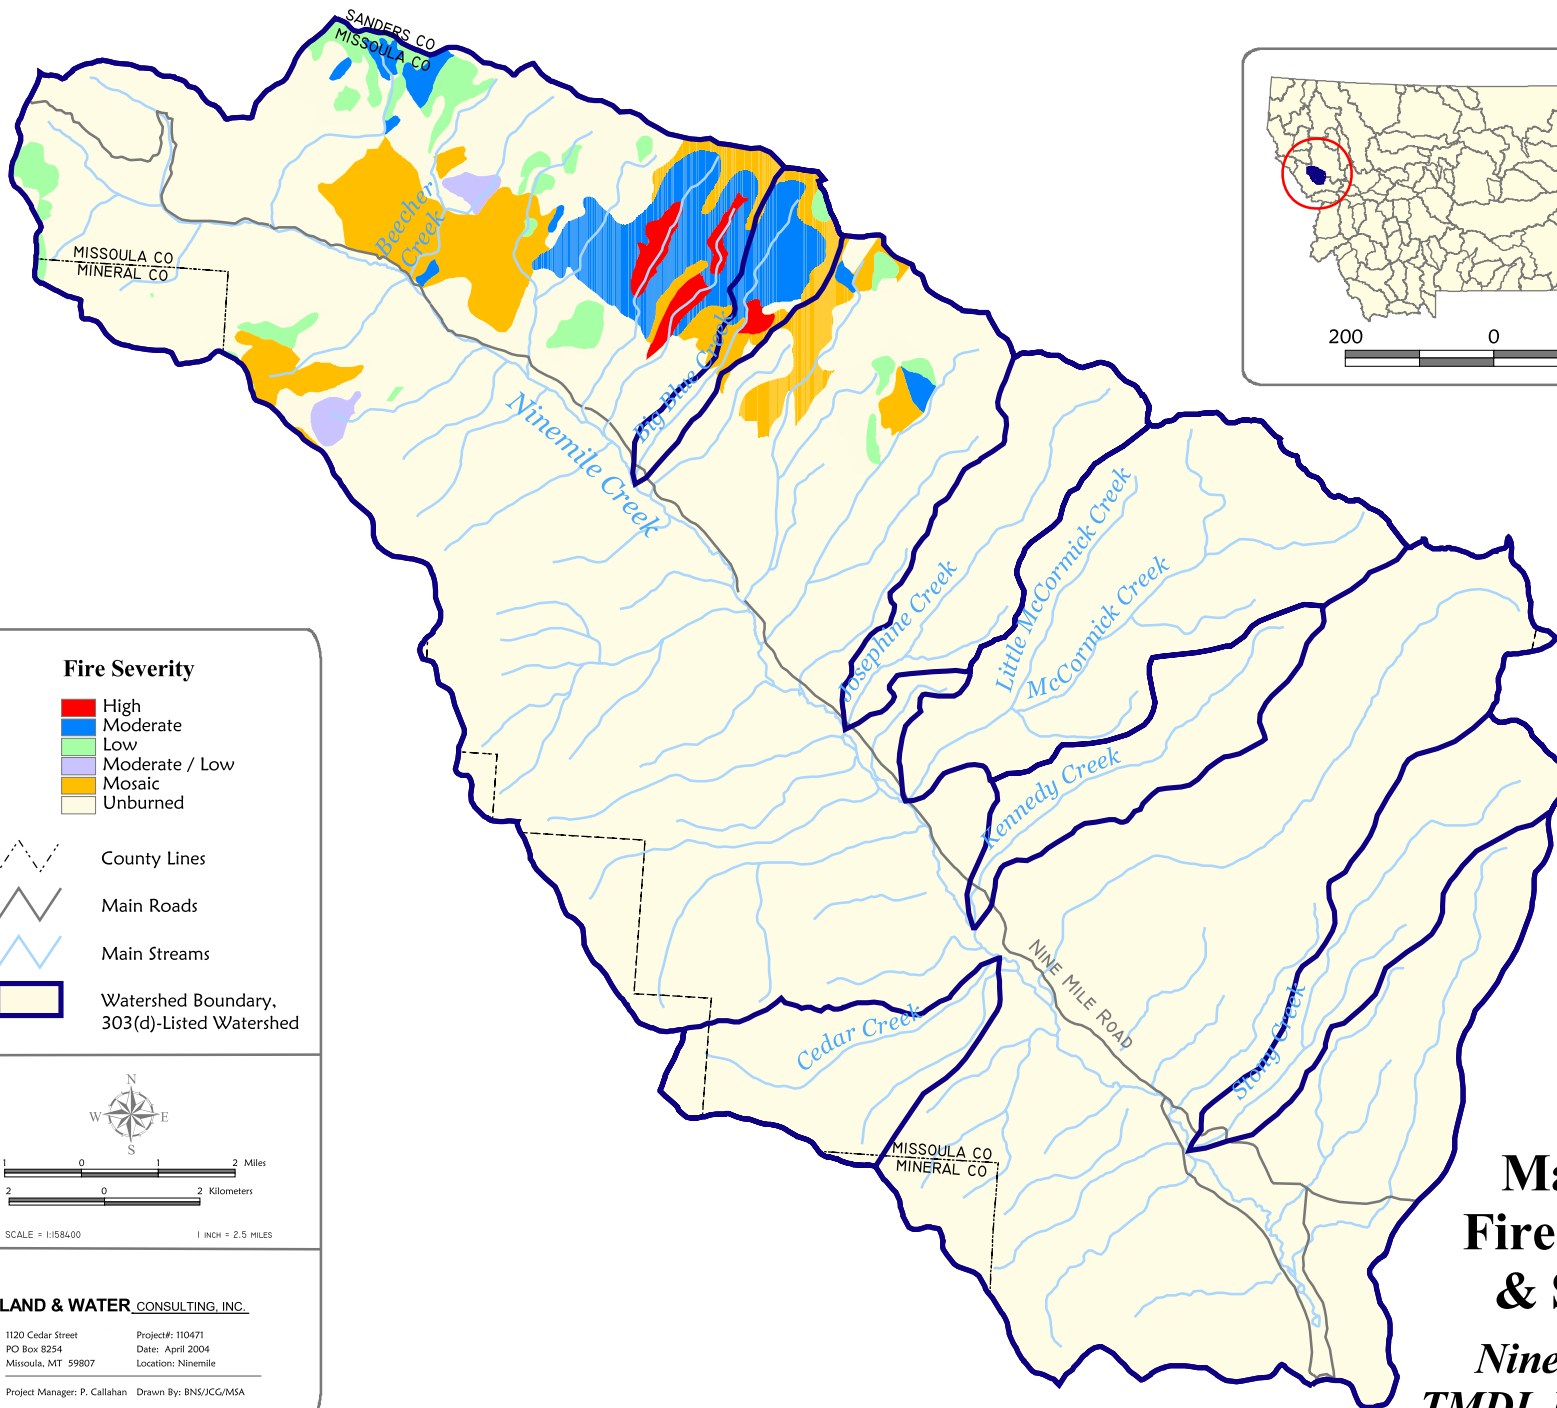 SANDERS CO
MISSOULA CO
Beecher
Creek
MISSOULA CO
MINERAL CO
Big Blue Creek
Ninemile Creek
200
0
Josephine Creek
Little McCormick Creek
McCormick Creek
Kennedy Creek
NINE MILE ROAD
Cedar Creek
Stony Creek
MISSOULA CO
MINERAL CO
Fire Severity
High
Moderate
Low
Moderate / Low
Mosaic
Unburned
County Lines
Main Roads
Main Streams
Watershed Boundary,
303(d)-Listed Watershed
N
W
E
S
1 0 1 2 Miles
2 0 2 Kilometers
SCALE = 1:158400
1 INCH = 2.5 MILES
LAND & WATER CONSULTING, INC.
1120 Cedar Street
Project#: 110471
PO Box 8254
Date: April 2004
Missoula, MT 59807
Location: Ninemile
Project Manager: P. Callahan
Drawn By: BNS/JCG/MSA
Ma
Fire
& S
Nine
TMDL